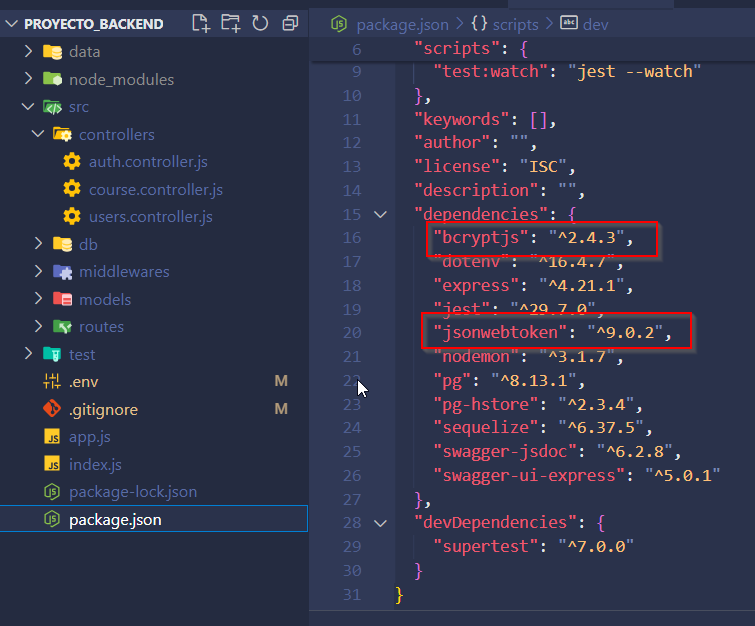 PROYECTO_BACKEND
data
node_modules
src
controllers
auth.controller.js
course.controller.js
users.controller.js
db
middlewares
models
routes
test
.env M
.gitignore M
app.js
index.js
package-lock.json
package.json
package.json > {} scripts > abc dev
6 "scripts": {
9 "test:watch": "jest --watch"
10 },
11 "keywords": [],
12 "author": "",
13 "license": "ISC",
14 "description": "",
15 "dependencies": {
16 "bcryptjs": "^2.4.3",
17 "dotenv": "^16.4.7",
18 "express": "^4.21.1",
19 "jest": "^29.7.0",
20 "jsonwebtoken": "^9.0.2",
21 "nodemon": "^3.1.7",
22 "pg": "^8.13.1",
23 "pg-hstore": "^2.3.4",
24 "sequelize": "^6.37.5",
25 "swagger-jsdoc": "^6.2.8",
26 "swagger-ui-express": "^5.0.1"
27 },
28 "devDependencies": {
29 "supertest": "^7.0.0"
30 }
31 }